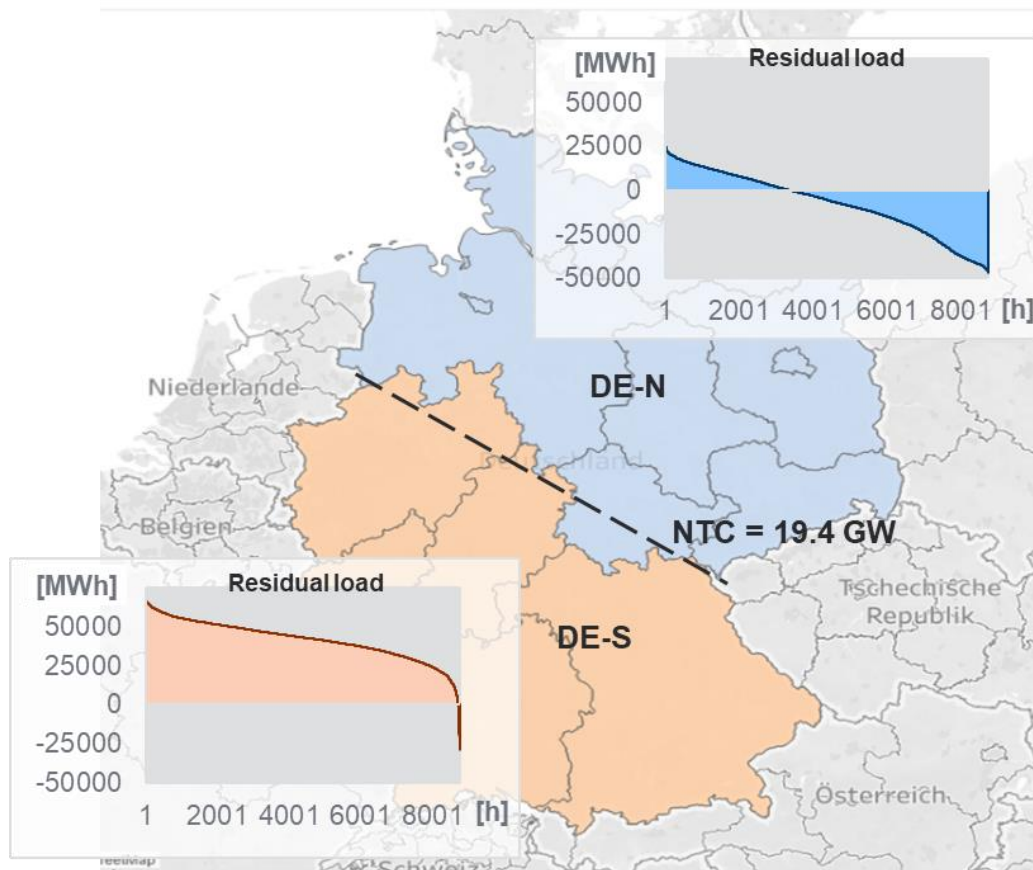 [MWh]
Residual load
50000
25000
0
-25000
-50000
1 2001 4001 6001 8001 [h]
Niederlande
DE-N
Belgien
NTC = 19.4 GW
Tschechische
Republik
[MWh]
Residual load
50000
25000
0
-25000
-50000
1 2001 4001 6001 8001 [h]
DE-S
Österreich
Schweiz